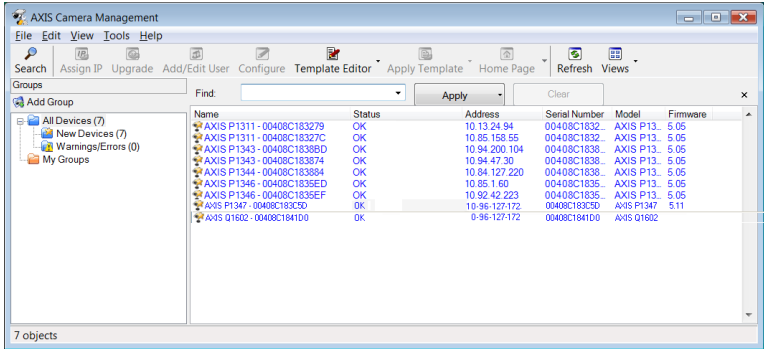 AXIS Camera Management
File Edit View Tools Help
Search Assign IP Upgrade Add/Edit User Configure Template Editor Apply Template Home Page Refresh Views
Groups
Find: Apply Clear
Add Group
Name Status Address Serial Number Model Firmware
All Devices (7)
AXIS P1311 - 00408C183279 OK 10.13.24.94 00408C1832... AXIS P13... 5.05
New Devices (7)
AXIS P1311 - 00408C18327C OK 10.85.158.55 00408C1832... AXIS P13... 5.05
Warnings/Errors (0)
AXIS P1343 - 00408C1838BD OK 10.94.200.104 00408C1838... AXIS P13... 5.05
My Groups
AXIS P1343 - 00408C183874 OK 10.94.47.30 00408C1838... AXIS P13... 5.05
AXIS P1344 - 00408C183884 OK 10.84.127.220 00408C1838... AXIS P13... 5.05
AXIS P1346 - 00408C1835ED OK 10.85.1.60 00408C1835... AXIS P13... 5.05
AXIS P1346 - 00408C1835EF OK 10.92.42.223 00408C1835... AXIS P13... 5.05
AXIS P1347 - 00408C183C5D OK 10-96-127-172. 00408C183C5D AXIS P1347 5.11
AXIS Q1602 - 00408C1841D0 OK 0-96-127-172 00408C1841D0 AXIS Q1602
7 objects